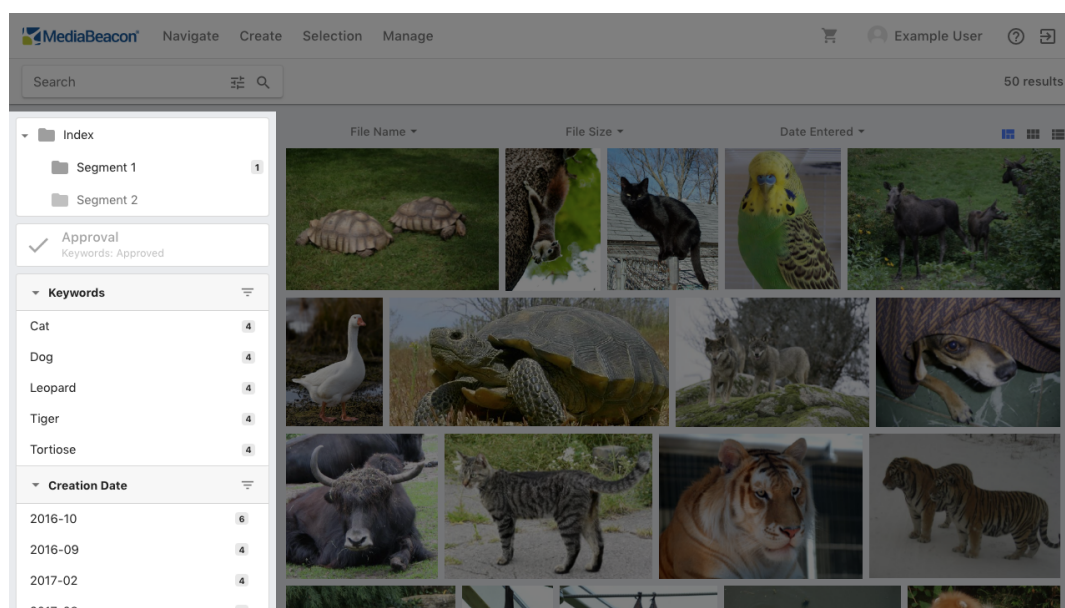 MediaBeacon® Navigate Create Selection Manage Example User
Search 50 results
Index
Segment 1 1
Segment 2
Approval
Keywords: Approved
Keywords
Cat 4
Dog 4
Leopard 4
Tiger 4
Tortiose 4
Creation Date
2016-10 6
2016-09 4
2017-02 4
File Name File Size Date Entered